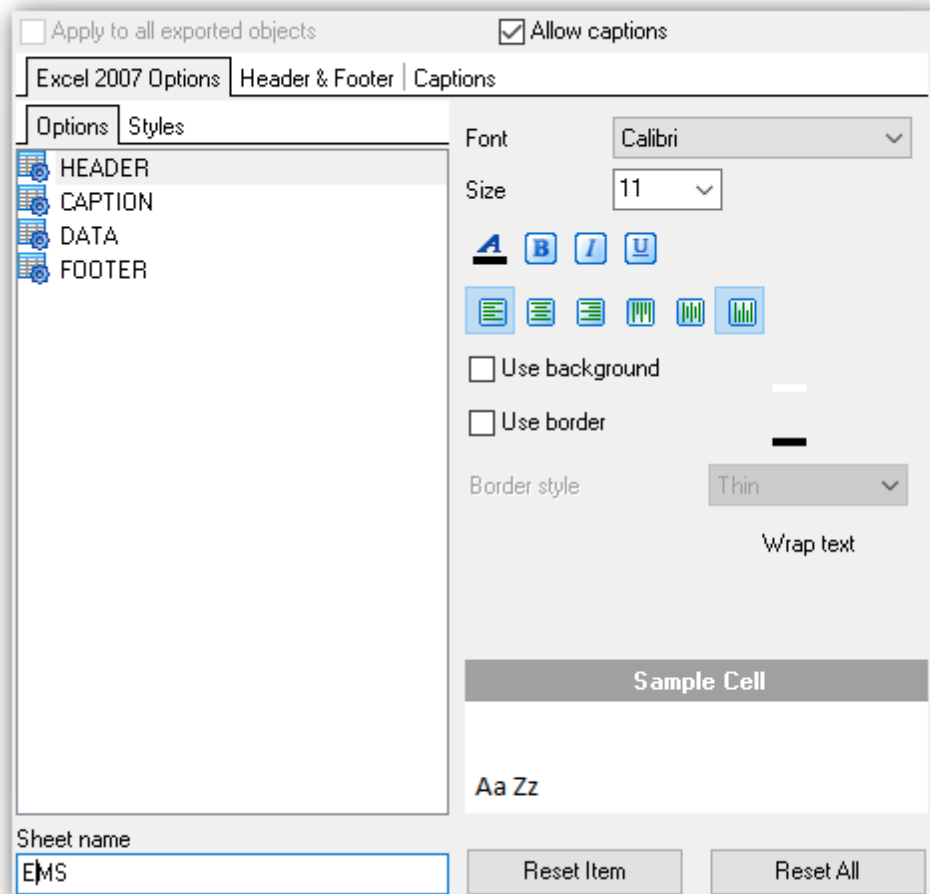 Apply to all exported objects
Allow captions
Excel 2007 Options
Header & Footer
Captions
Options
Styles
HEADER
CAPTION
DATA
FOOTER
Font
Calibri
Size
11
A
B
I
U
Use background
Use border
Border style
Thin
Wrap text
Sample Cell
Aa Zz
Sheet name
EMS
Reset Item
Reset All